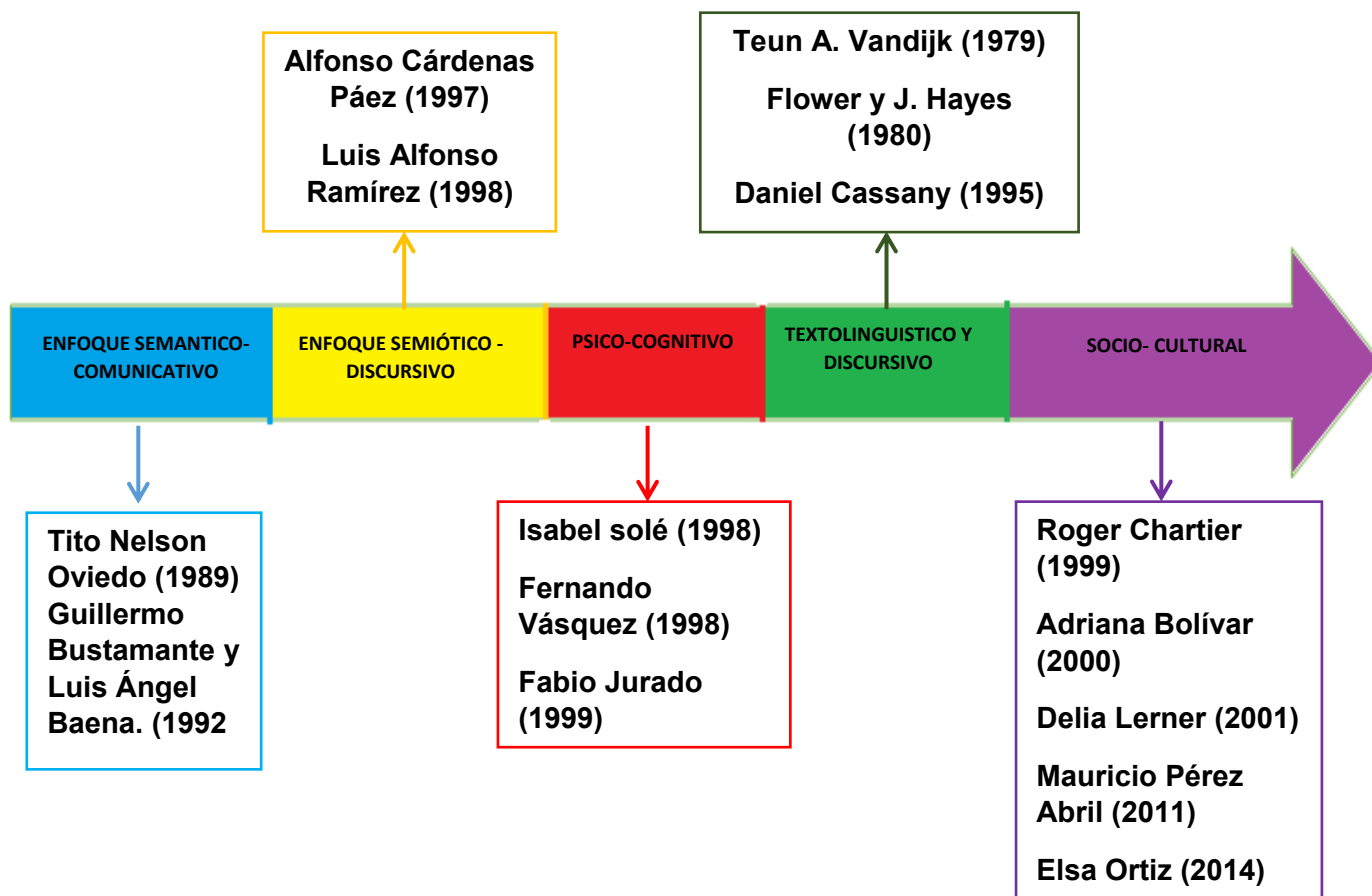 Alfonso Cárdenas
Páez (1997)
Luis Alfonso
Ramírez (1998)
Teun A. Vandijk (1979)
Flower y J. Hayes
(1980)
Daniel Cassany (1995)
ENFOQUE SEMANTICO-
COMUNICATIVO
ENFOQUE SEMIÓTICO -
DISCURSIVO
PSICO-COGNITIVO
TEXTOLINGUISTICO Y
DISCURSIVO
SOCIO- CULTURAL
Tito Nelson
Oviedo (1989)
Guillermo
Bustamante y
Luis Ángel
Baena. (1992
Isabel solé (1998)
Fernando
Vásquez (1998)
Fabio Jurado
(1999)
Roger Chartier
(1999)
Adriana Bolívar
(2000)
Delia Lerner (2001)
Mauricio Pérez
Abril (2011)
Elsa Ortiz (2014)